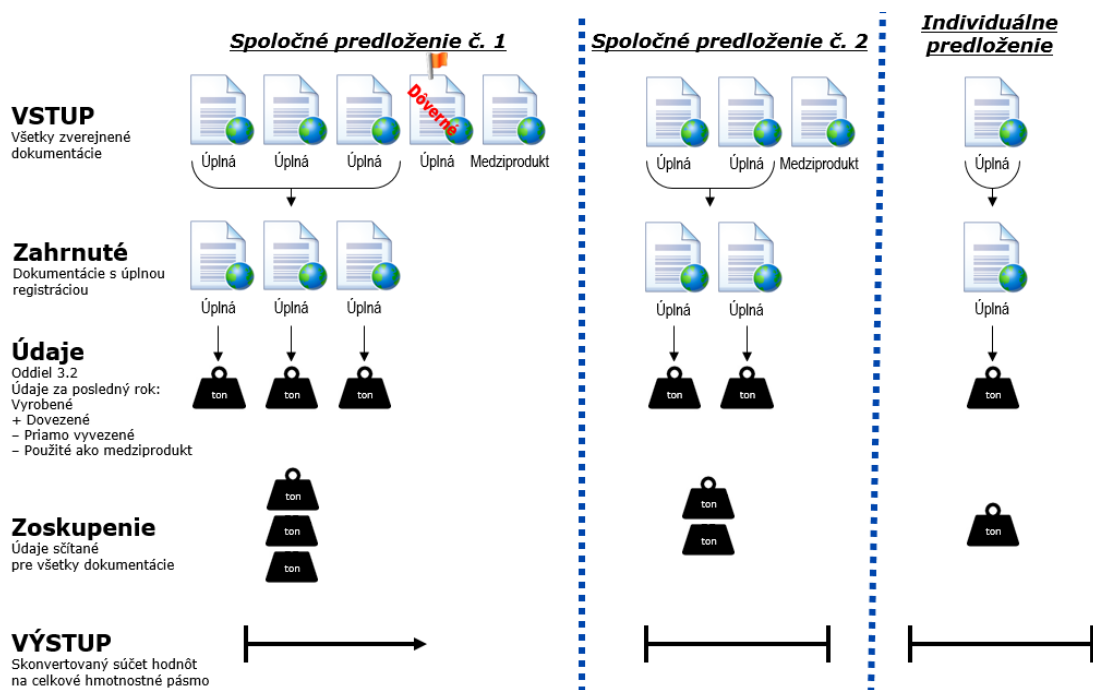 Spoločné predloženie č. 1
Spoločné predloženie č. 2
Individuálne
predloženie
VSTUP
Všetky zverejnené
dokumentácie
Dôverné
Úplná
Úplná
Úplná
Úplná
Medziprodukt
Úplná
Úplná
Medziprodukt
Úplná
Zahrnuté
Dokumentácie s úplnou
registráciou
Úplná
Úplná
Úplná
Úplná
Úplná
Úplná
Údaje
Oddiel 3.2
Údaje za posledný rok:
Vyrobené
+ Dovezené
– Priamo vyvezené
– Použité ako medziprodukt
ton
ton
ton
ton
ton
ton
Zoskupenie
Údaje sčítané
pre všetky dokumentácie
ton
ton
ton
ton
ton
ton
VÝSTUP
Skonvertovaný súčet hodnôt
na celkové hmotnostné pásmo